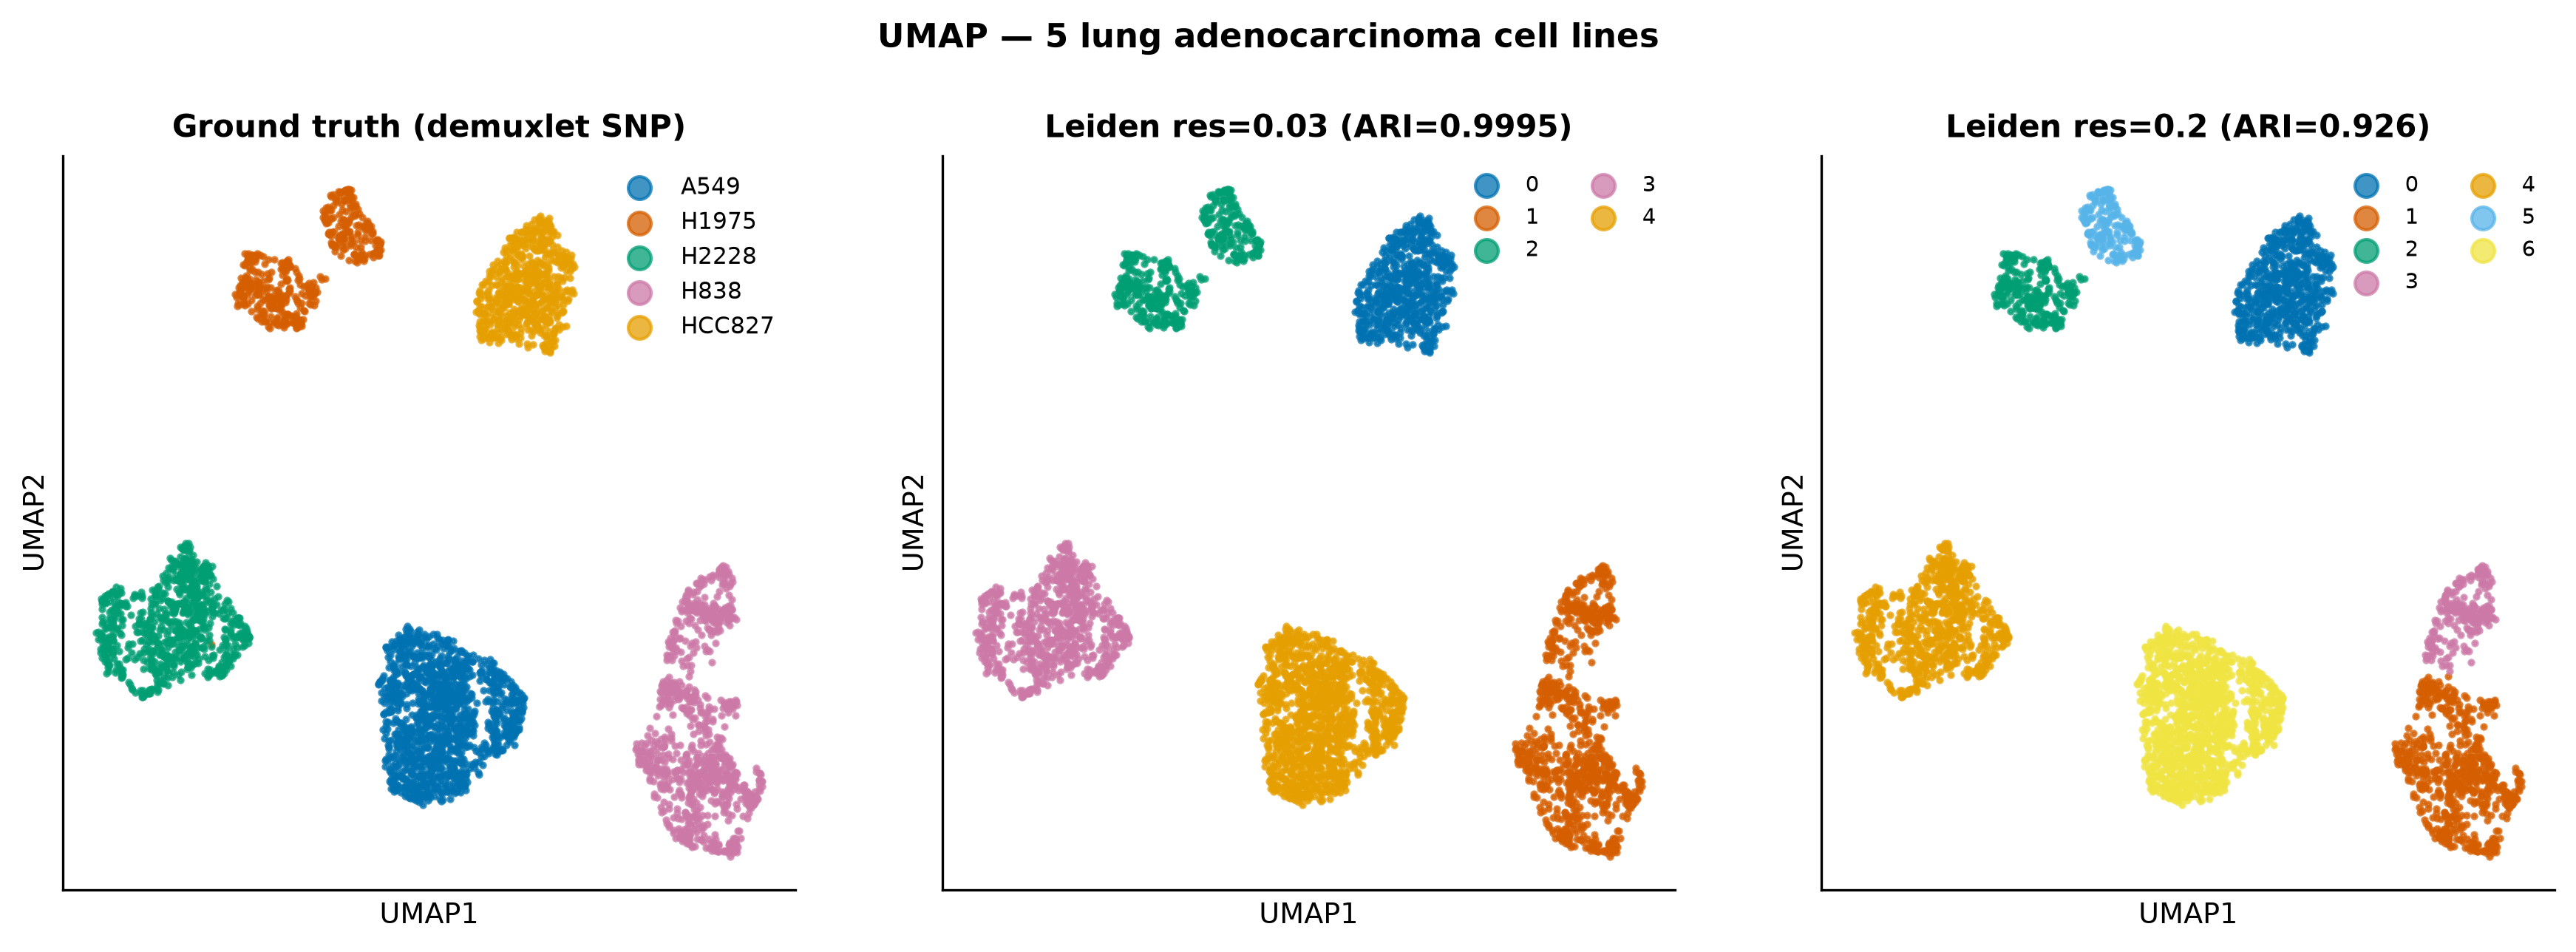 UMAP — 5 lung adenocarcinoma cell lines
Ground truth (demuxlet SNP)
A549
H1975
H2228
H838
HCC827
UMAP2
UMAP1
Leiden res=0.03 (ARI=0.9995)
0 3
1 4
2
UMAP2
UMAP1
Leiden res=0.2 (ARI=0.926)
0 4
1 5
2 6
3
UMAP2
UMAP1